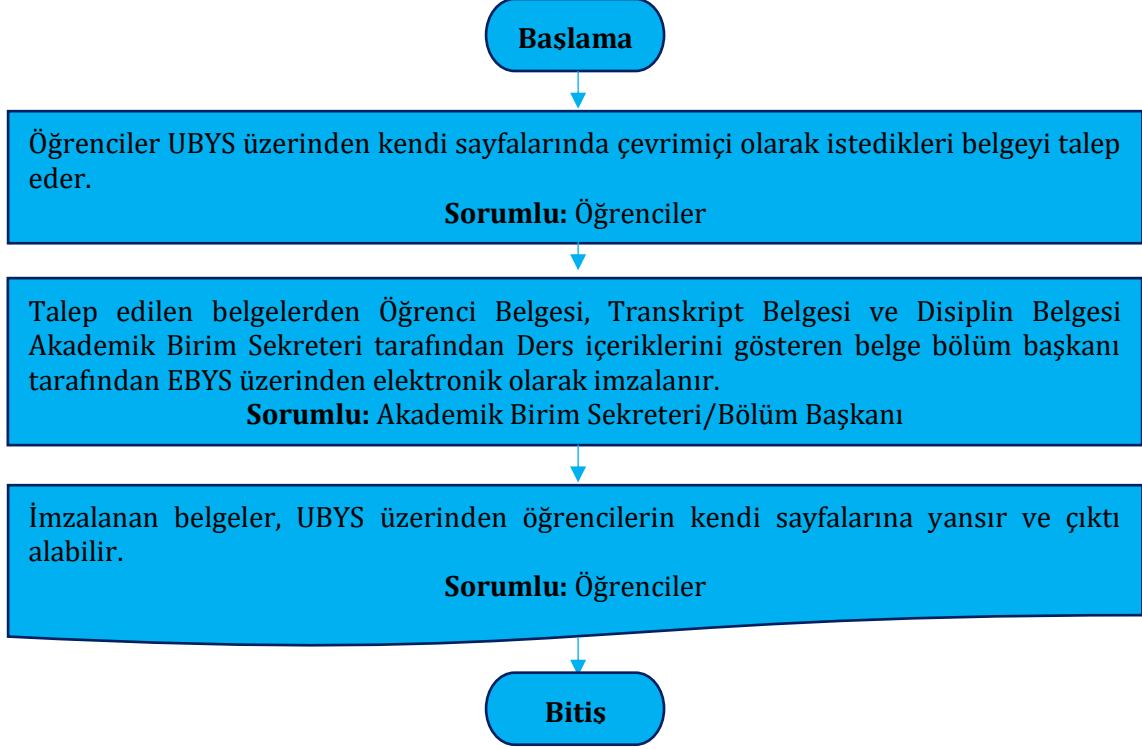 Başlama
Öğrenciler UBYS üzerinden kendi sayfalarında çevrimiçi olarak istedikleri belgeyi talep
eder.
Sorumlu: Öğrenciler
Talep edilen belgelerden Öğrenci Belgesi, Transkript Belgesi ve Disiplin Belgesi
Akademik Birim Sekreteri tarafından Ders içeriklerini gösteren belge bölüm başkanı
tarafından EBYS üzerinden elektronik olarak imzalanır.
Sorumlu: Akademik Birim Sekreteri/Bölüm Başkanı
İmzalanan belgeler, UBYS üzerinden öğrencilerin kendi sayfalarına yansır ve çıktı
alabilir.
Sorumlu: Öğrenciler
Bitiş